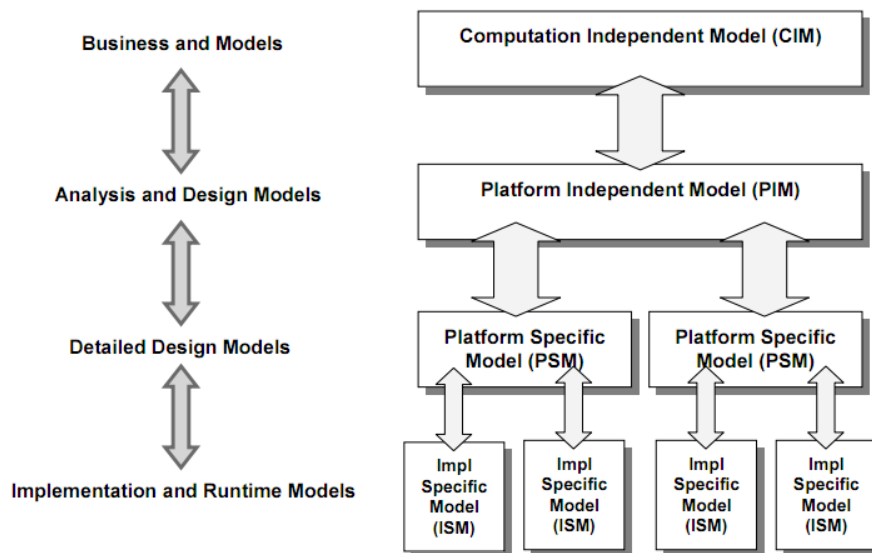 Business and Models
Computation Independent Model (CIM)
Analysis and Design Models
Platform Independent Model (PIM)
Detailed Design Models
Platform Specific
Model (PSM)
Platform Specific
Model (PSM)
Implementation and Runtime Models
Impl
Specific
Model
(ISM)
Impl
Specific
Model
(ISM)
Impl
Specific
Model
(ISM)
Impl
Specific
Model
(ISM)